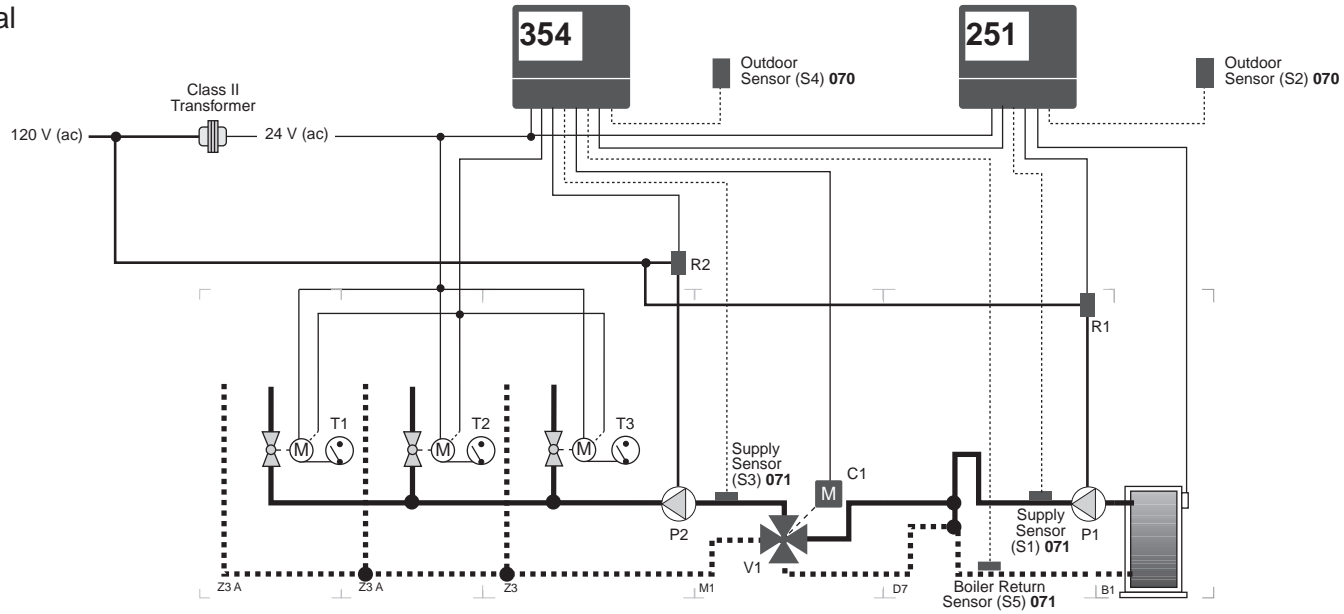 al
354
251
Outdoor
Sensor (S4) 070
Outdoor
Sensor (S2) 070
Class II
Transformer
120 V (ac)
24 V (ac)
R2
R1
T1
T2
T3
M
M
M
Supply
Sensor
(S3) 071
C1
M
P2
V1
Supply
Sensor
(S1) 071
P1
Z3 A
Z3 A
Z3
M1
D7
Boiler Return
Sensor (S5) 071
B1